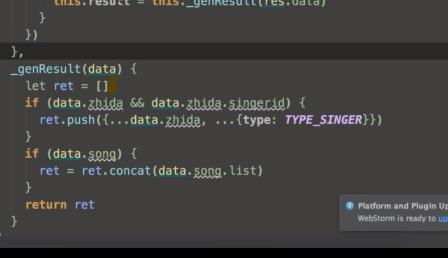 this.result = this._genResult(res.data)
}
})
},
_genResult(data) {
let ret = []
if (data.zhida && data.zhida.singerid) {
ret.push({...data.zhida, ...{type: TYPE_SINGER}})
}
if (data.song) {
ret = ret.concat(data.song.list)
}
return ret
}
Platform and Plugin Up
WebStorm is ready to up